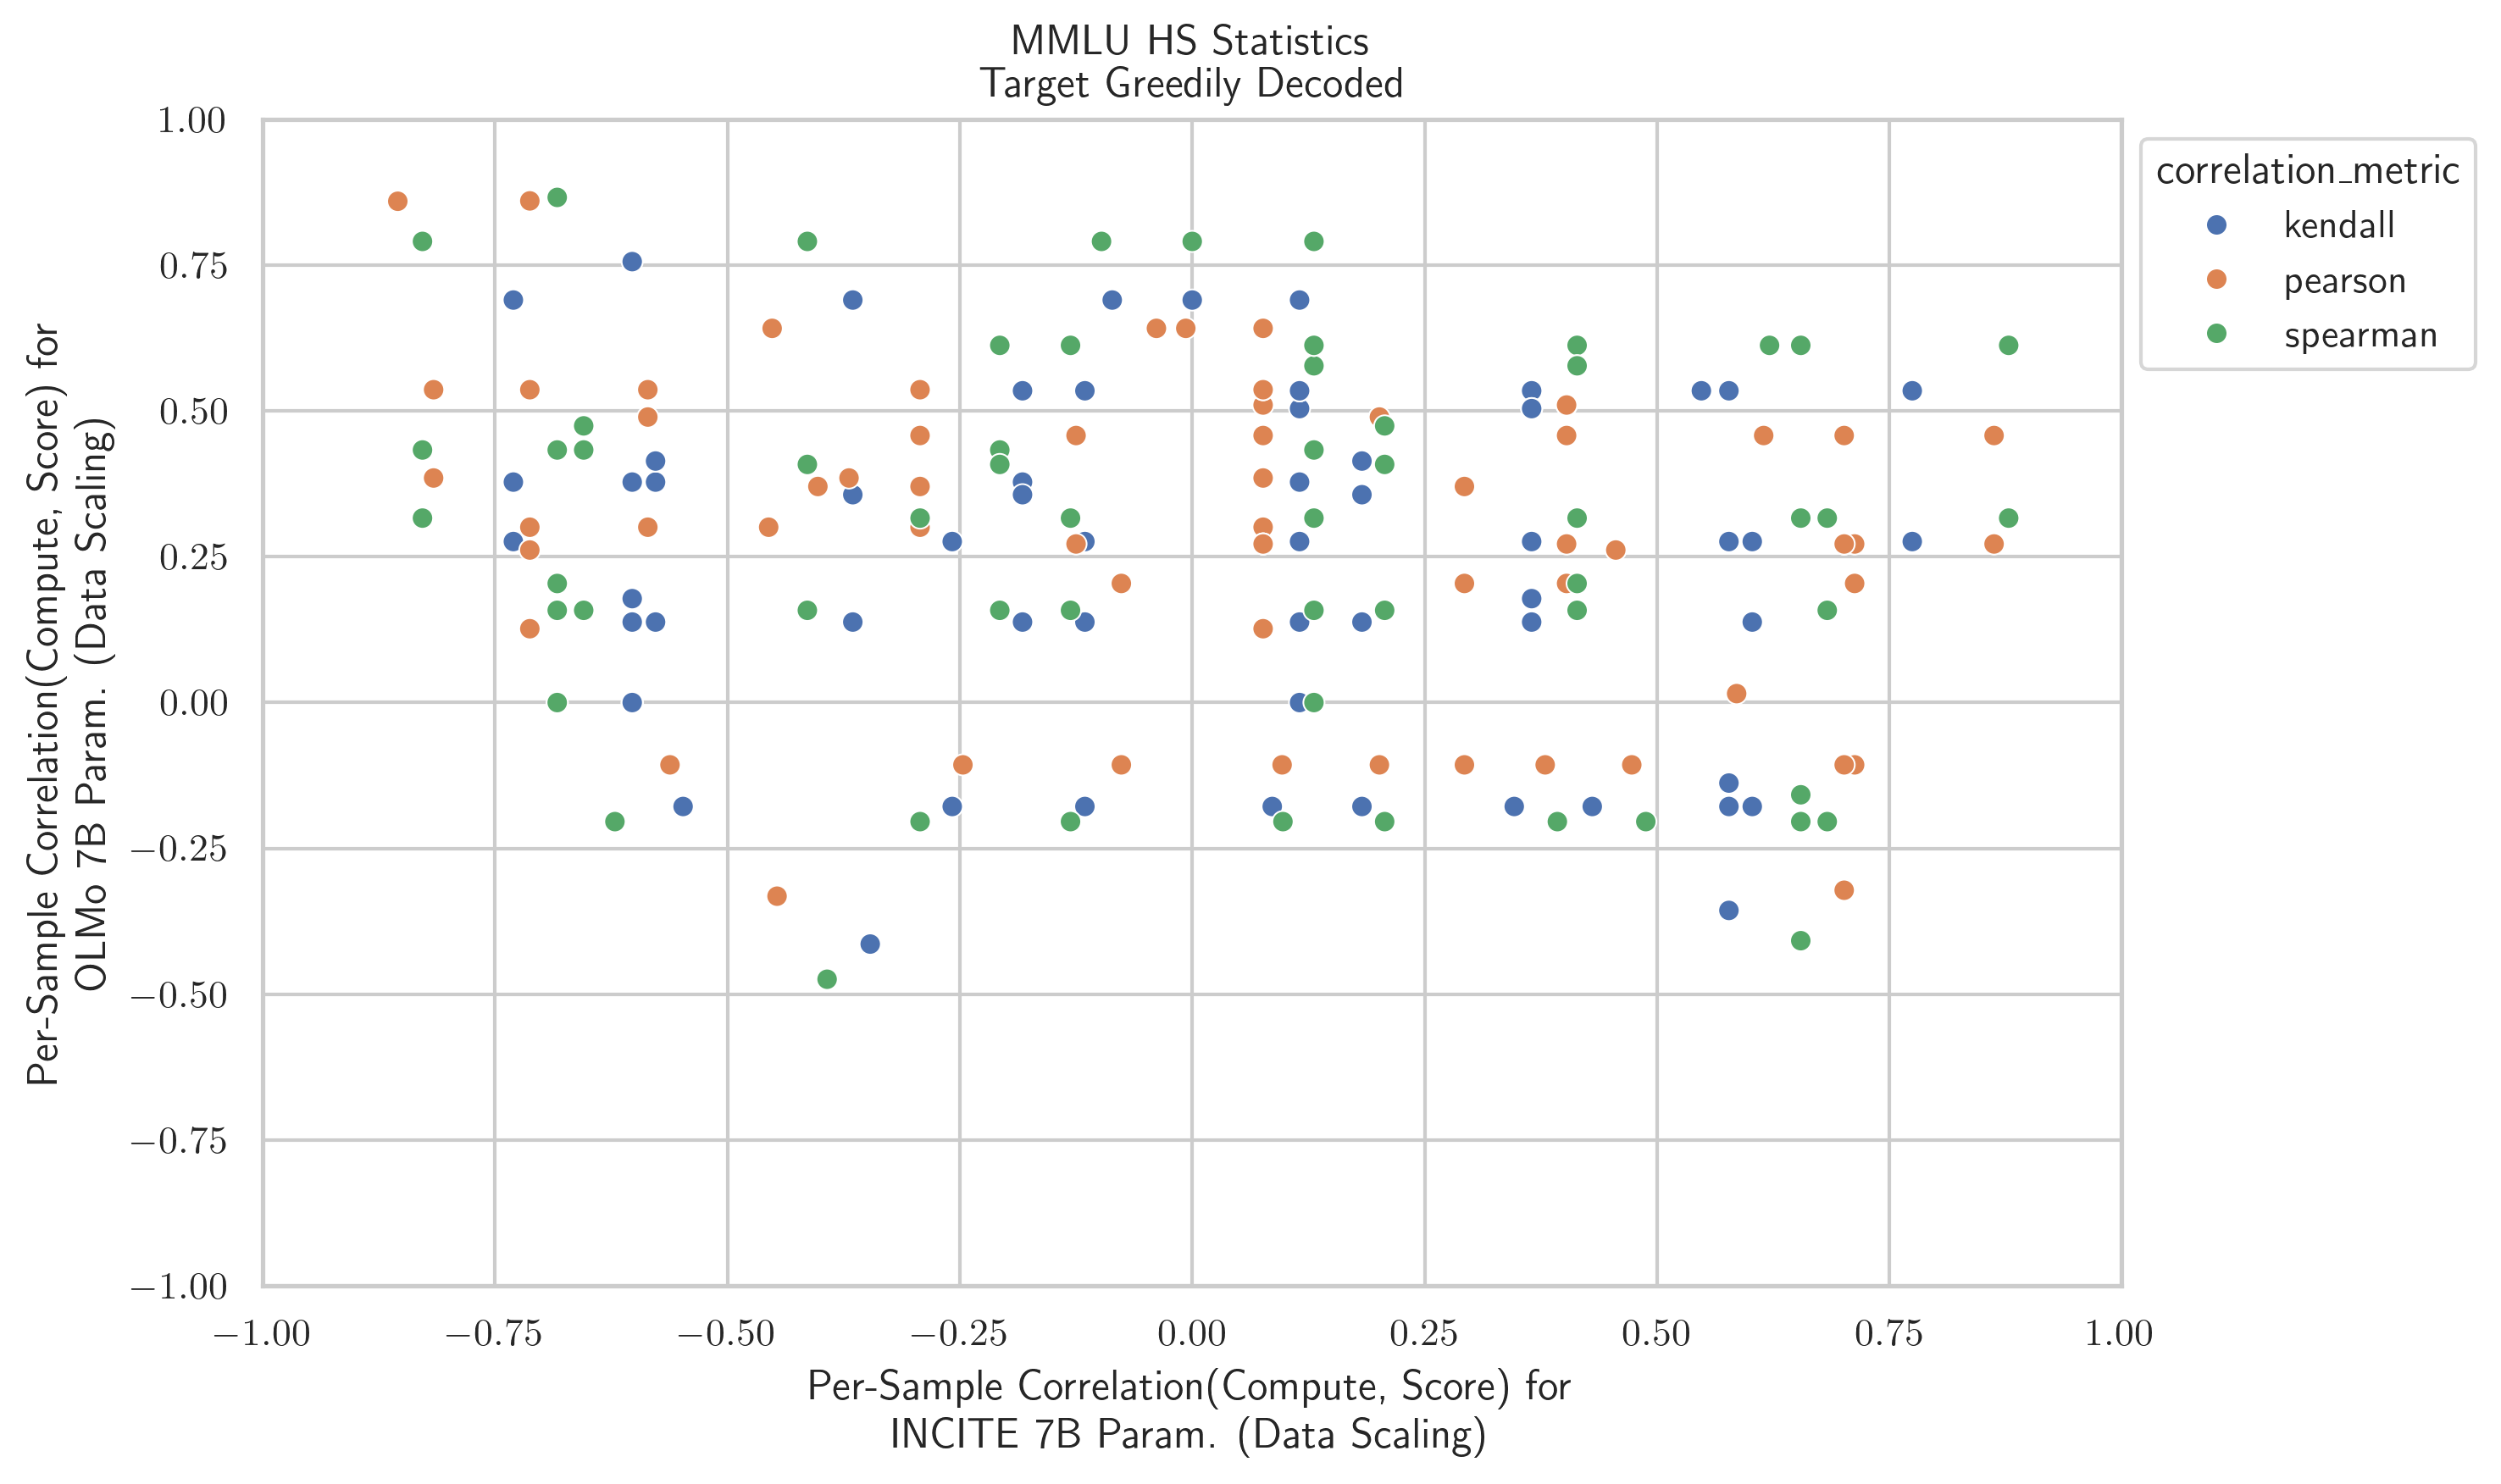 MMLU HS Statistics
Target Greedily Decoded
Per-Sample Correlation(Compute, Score) for
OLMo 7B Param. (Data Scaling)
1.00
0.75
0.50
0.25
0.00
−0.25
−0.50
−0.75
−1.00
−1.00
−0.75
−0.50
−0.25
0.00
0.25
0.50
0.75
1.00
Per-Sample Correlation(Compute, Score) for
INCITE 7B Param. (Data Scaling)
correlation_metric
kendall
pearson
spearman